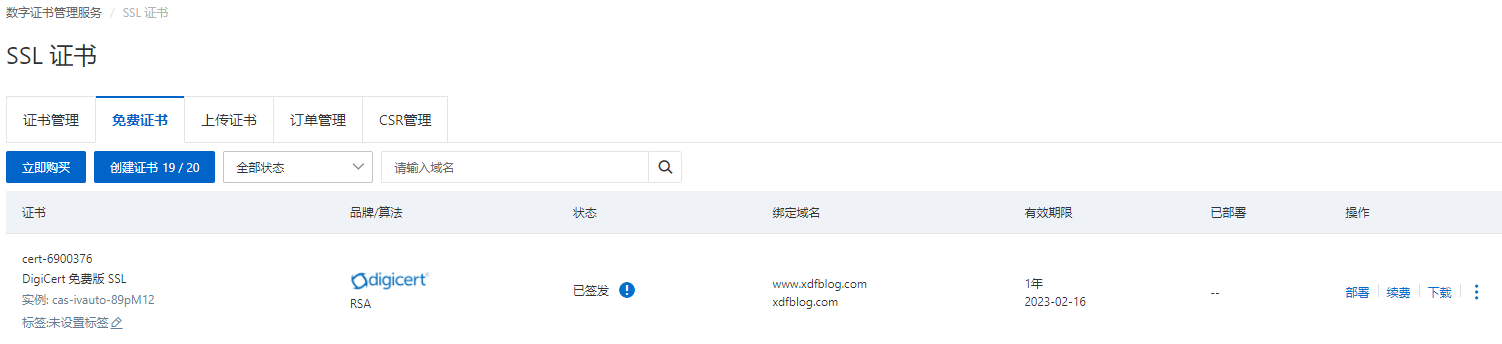 数字证书管理服务 / SSL 证书
SSL 证书
证书管理 免费证书 上传证书 订单管理 CSR管理
立即购买 创建证书 19 / 20 全部状态 请输入域名
证书 品牌/算法 状态 绑定域名 有效期限 已部署 操作
cert-6900376
DigiCert 免费版 SSL
实例: cas-ivauto-89pM12
标签:未设置标签
digicert
RSA
已签发
www.xdfblog.com
xdfblog.com
1年
2023-02-16
--
部署 续费 下载